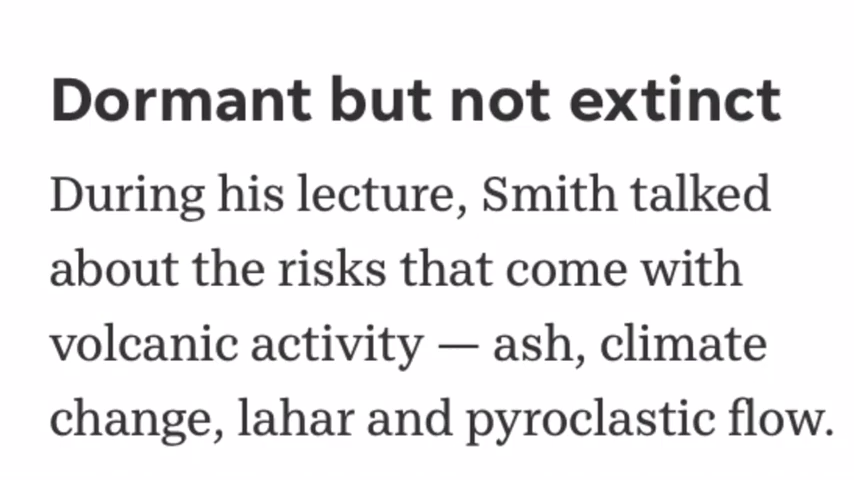 Dormant but not extinct
During his lecture, Smith talked
about the risks that come with
volcanic activity — ash, climate
change, lahar and pyroclastic flow.